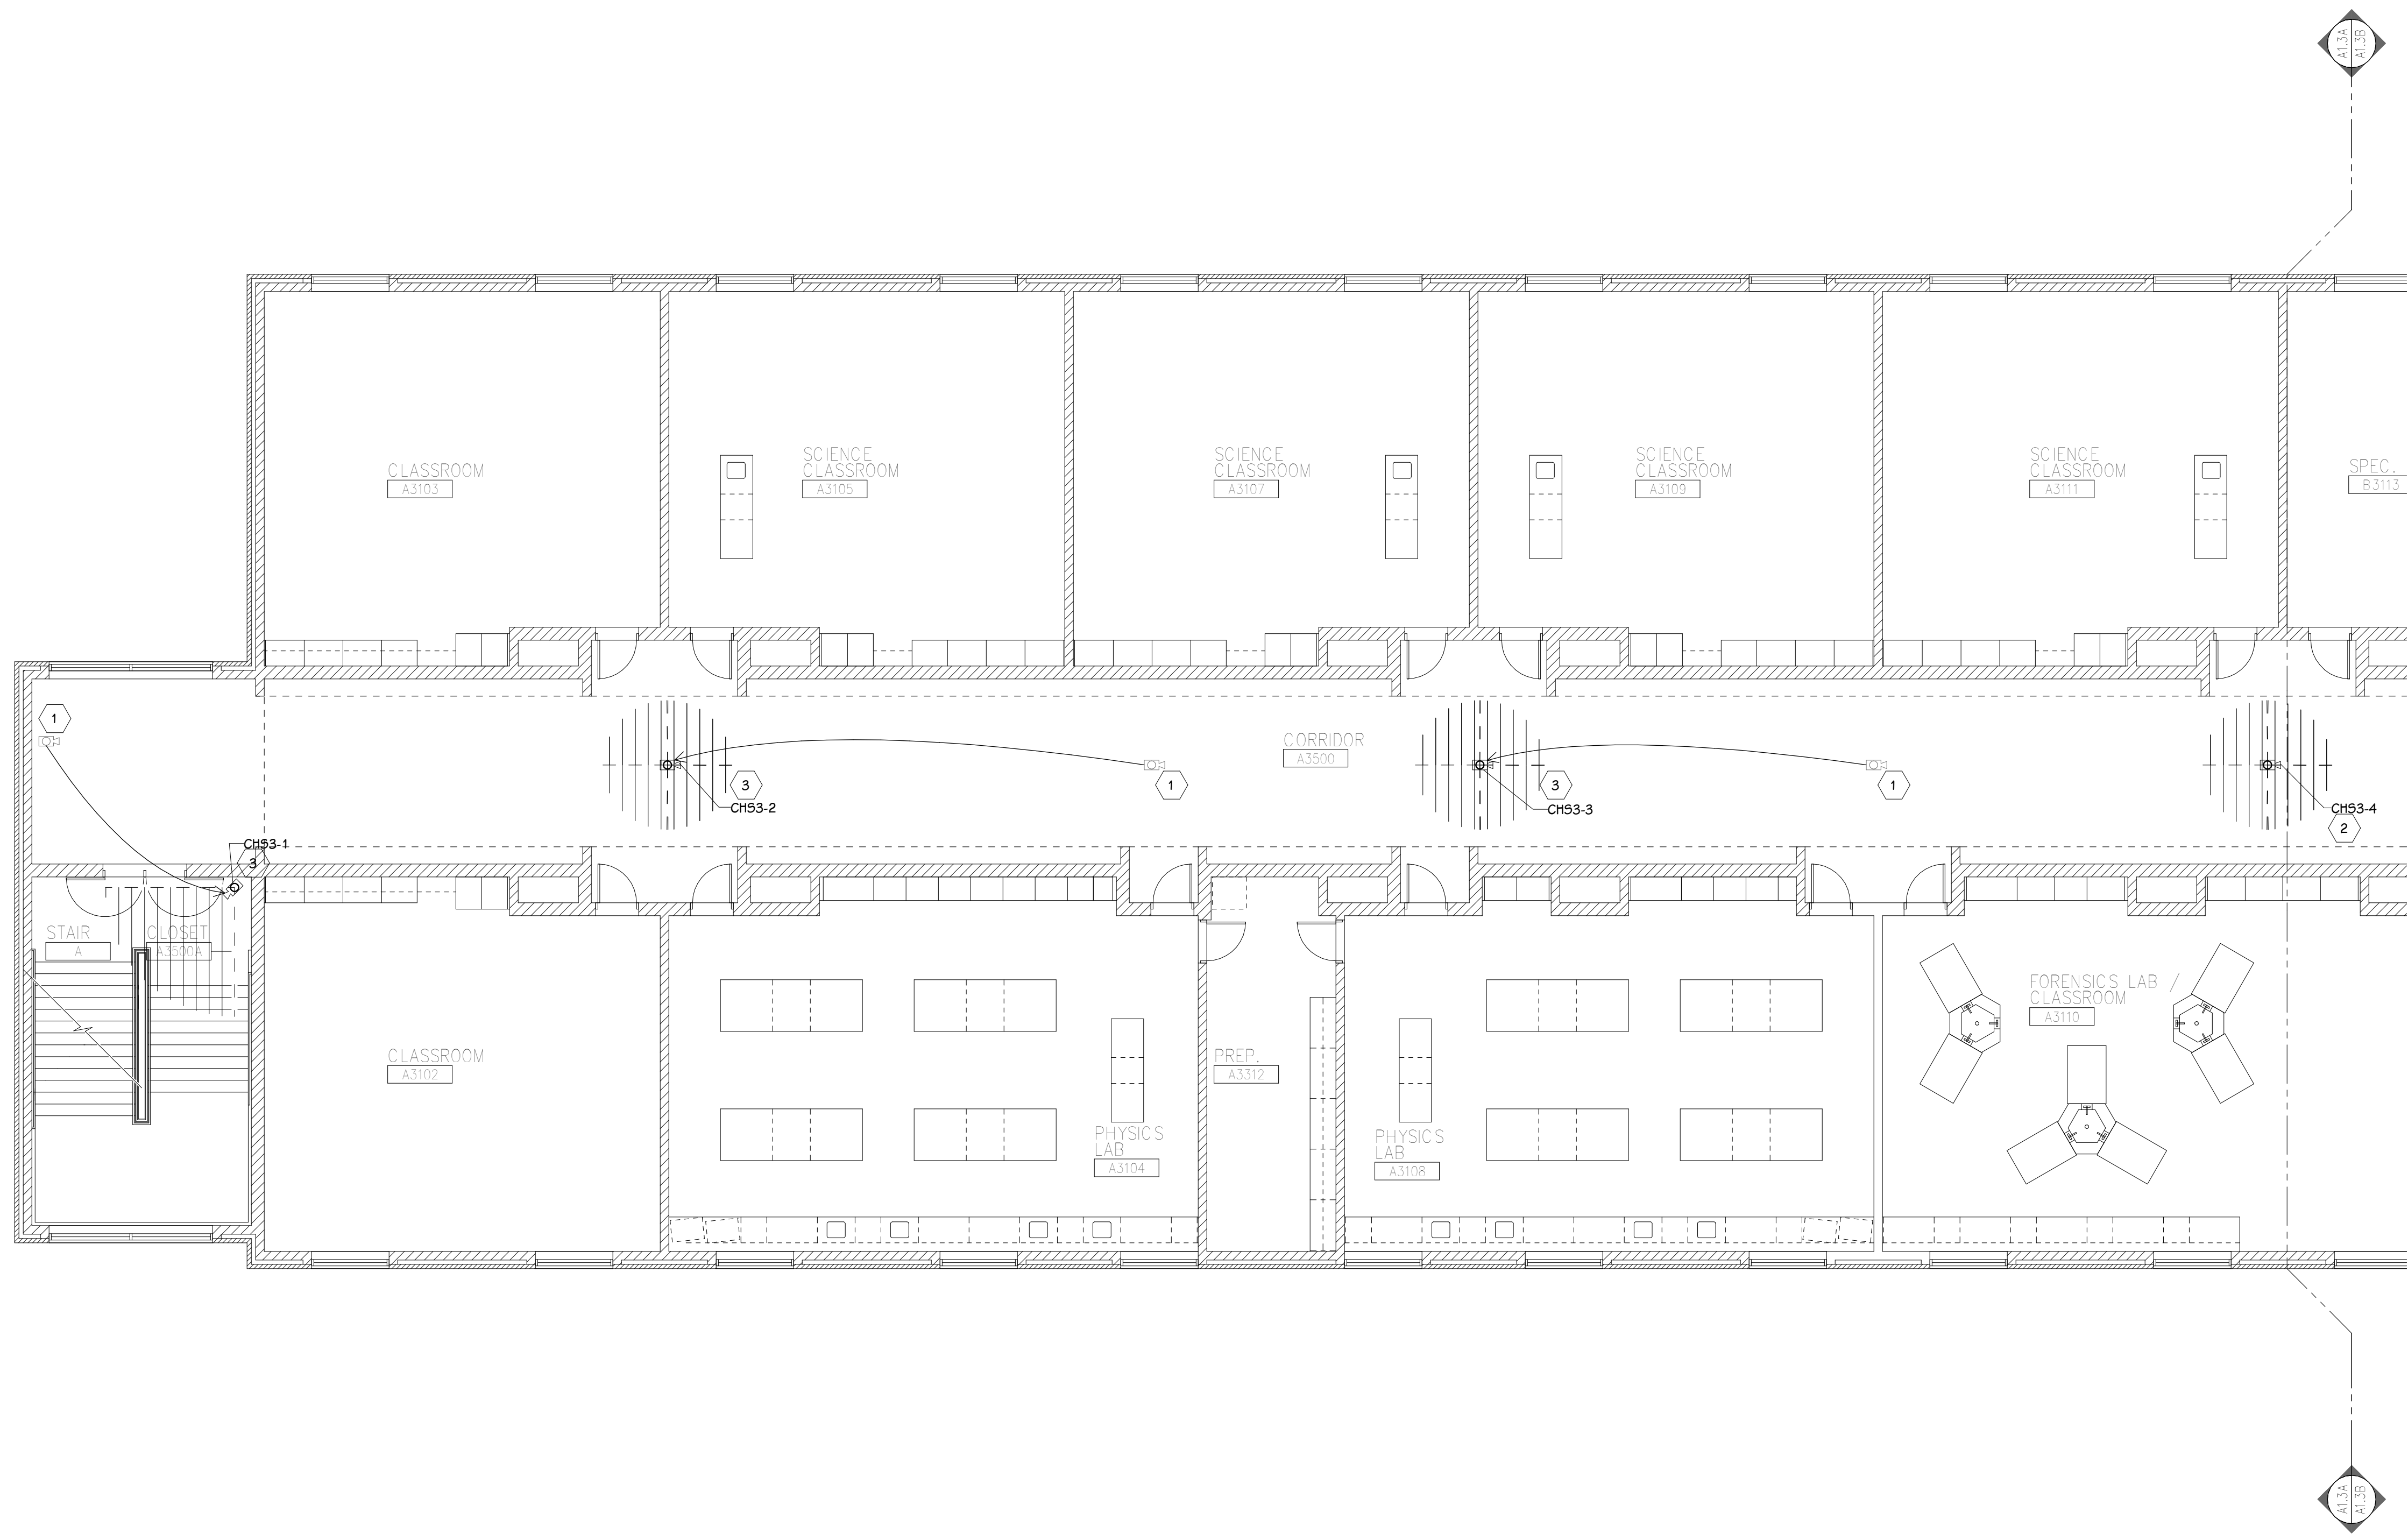 A1.3A
A1.3B
SCIENCE
CLASSROOM
A3105
SCIENCE
CLASSROOM
A3107
SCIENCE
CLASSROOM
A3109
SCIENCE
CLASSROOM
A3111
CLASSROOM
A3103
SPEC.
B3113
1
CORRIDOR
A3500
3
CHS3-2
1
3
CHS3-3
1
CHS3-4
2
CHS3-1
3
STAIR
A
CLOSET
A3500A
CLASSROOM
A3102
PREP.
A3312
FORENSICS LAB /
CLASSROOM
A3110
PHYSICS
LAB
A3104
PHYSICS
LAB
A3108
A1.3A
A1.3B